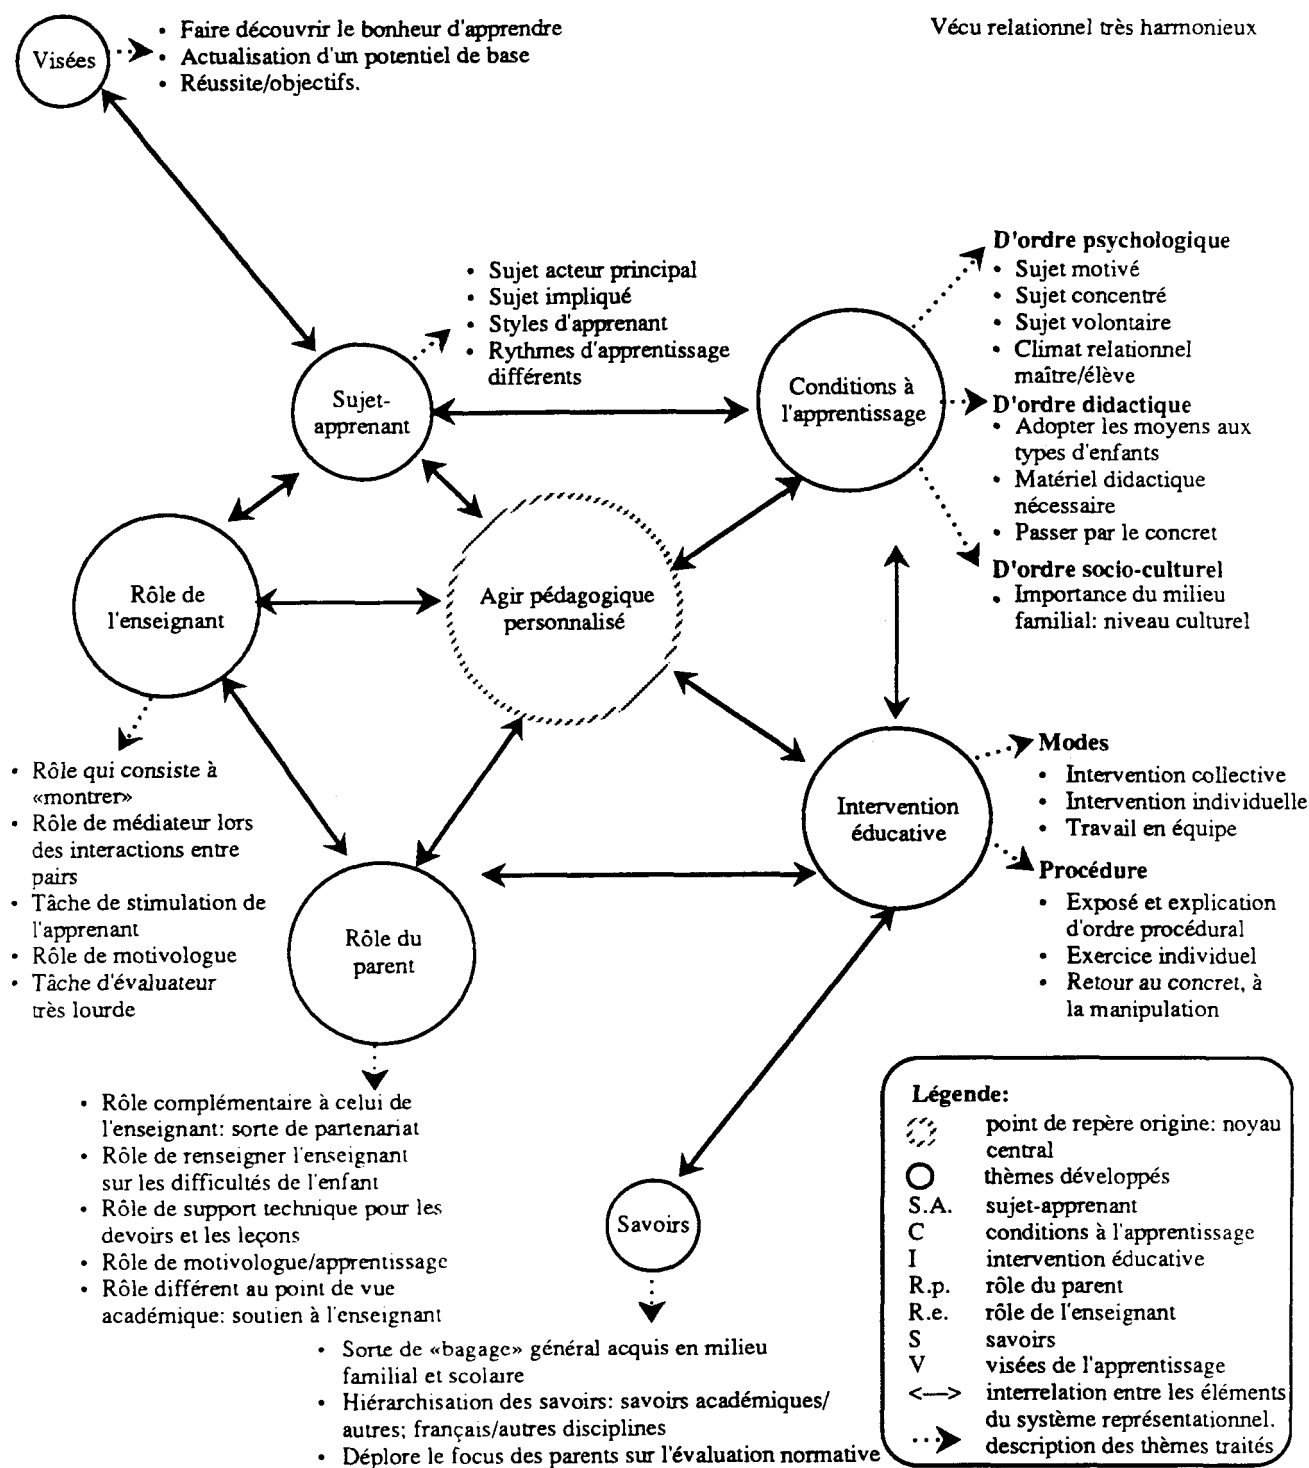 Visées
• Faire découvrir le bonheur d'apprendre
• Actualisation d'un potentiel de base
• Réussite/objectifs.
Vécu relationnel très harmonieux
• Sujet acteur principal
• Sujet impliqué
• Styles d'apprenant
• Rythmes d'apprentissage
différents
Sujet-
apprenant
Conditions à
l'apprentissage
D'ordre psychologique
• Sujet motivé
• Sujet concentré
• Sujet volontaire
• Climat relationnel
maître/élève
D'ordre didactique
• Adopter les moyens aux
types d'enfants
• Matériel didactique
nécessaire
• Passer par le concret
D'ordre socio-culturel
• Importance du milieu
familial: niveau culturel
Rôle de
l'enseignant
Agir pédagogique
personnalisé
• Rôle qui consiste à
«montrer»
• Rôle de médiateur lors
des interactions entre
pairs
• Tâche de stimulation de
l'apprenant
• Rôle de motivologue
• Tâche d'évaluateur
très lourde
Intervention
éducative
Modes
• Intervention collective
• Intervention individuelle
• Travail en équipe
Procédure
• Exposé et explication
d'ordre procédural
• Exercice individuel
• Retour au concret, à
la manipulation
Rôle du
parent
• Rôle complémentaire à celui de
l'enseignant: sorte de partenariat
• Rôle de renseigner l'enseignant
sur les difficultés de l'enfant
• Rôle de support technique pour les
devoirs et les leçons
• Rôle de motivologue/apprentissage
• Rôle différent au point de vue
académique: soutien à l'enseignant
Savoirs
• Sorte de «bagage» général acquis en milieu
familial et scolaire
• Hiérarchisation des savoirs: savoirs académiques/
autres; français/autres disciplines
• Déplore le focus des parents sur l'évaluation normative
Légende:
point de repère origine: noyau
central
thèmes développés
S.A. sujet-apprenant
C conditions à l'apprentissage
I intervention éducative
R.p. rôle du parent
R.e. rôle de l'enseignant
S savoirs
V visées de l'apprentissage
<—> interrelation entre les éléments
du système représentationnel.
description des thèmes traités